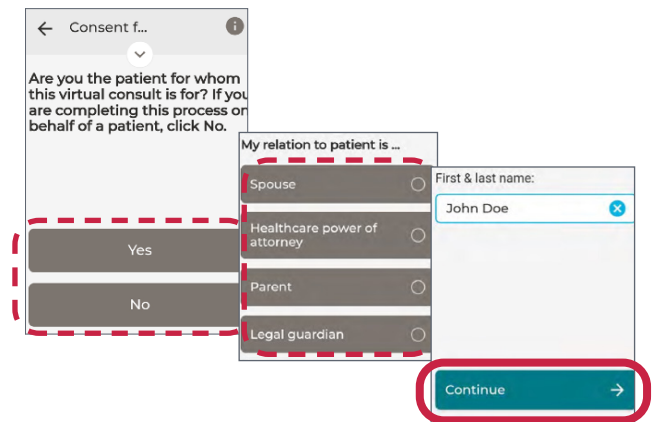 Consent f...
Are you the patient for whom
this virtual consult is for? If you
are completing this process on
behalf of a patient, click No.
Yes
No
My relation to patient is ...
Spouse
Healthcare power of
attorney
Parent
Legal guardian
First & last name:
John Doe
Continue